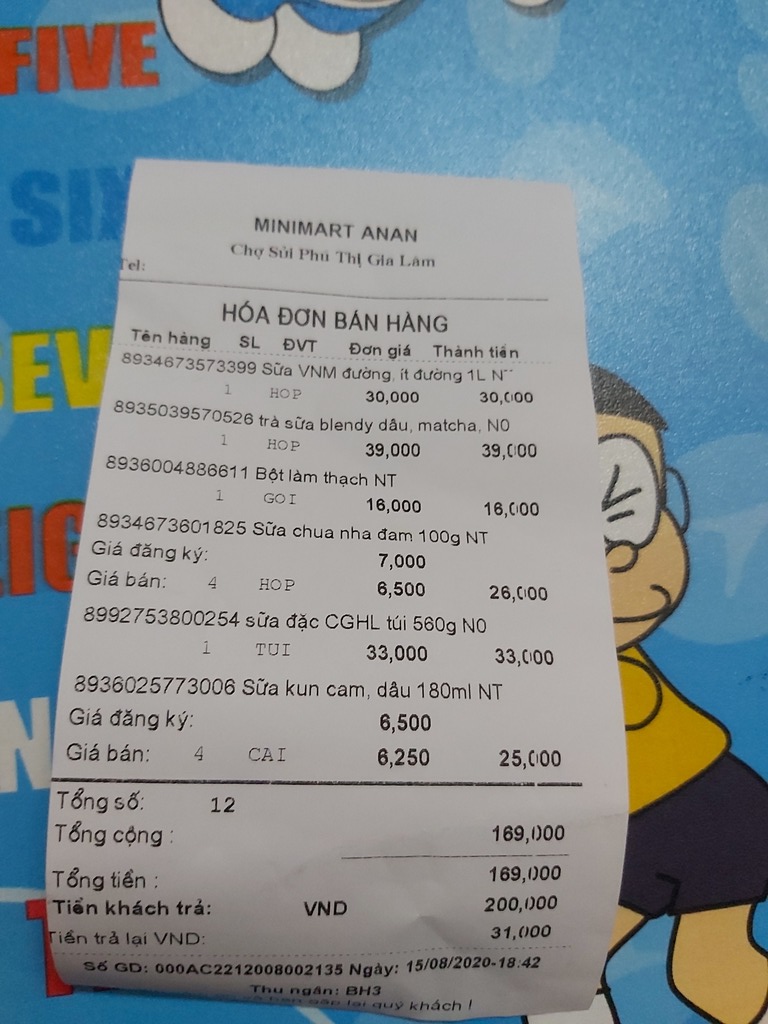 FIVE
SIX
SEV
EIG
N
MINIMART ANAN
Chợ Sủi Phú Thị Gia Lâm
Tel:
HÓA ĐƠN BÁN HÀNG
Tên hàng SL ĐVT Đơn giá Thành tiền
8934673573399 Sữa VNM đường, ít đường 1L
1 HOP 30,000 30,000
8935039570526 trà sữa blendy dâu, matcha, N0
1 HOP 39,000 39,000
8936004886611 Bột làm thạch NT
1 GOI 16,000 16,000
8934673601825 Sữa chua nha đam 100g NT
Giá đăng ký: 7,000
Giá bán: 4 HOP 6,500 26,000
8992753800254 sữa đặc CGHL túi 560g N0
1 TUI 33,000 33,000
8936025773006 Sữa kun cam, dâu 180ml NT
Giá đăng ký: 6,500
Giá bán: 4 CAI 6,250 25,000
Tổng số: 12
Tổng cộng : 169,000
Tổng tiền : 169,000
Tiền khách trả: VND 200,000
Tiền trả lại VND: 31,000
Số GD: 000AC2212008002135 Ngày: 15/08/2020-18:42
Thu ngân: BH3
gặp lại quý khách !